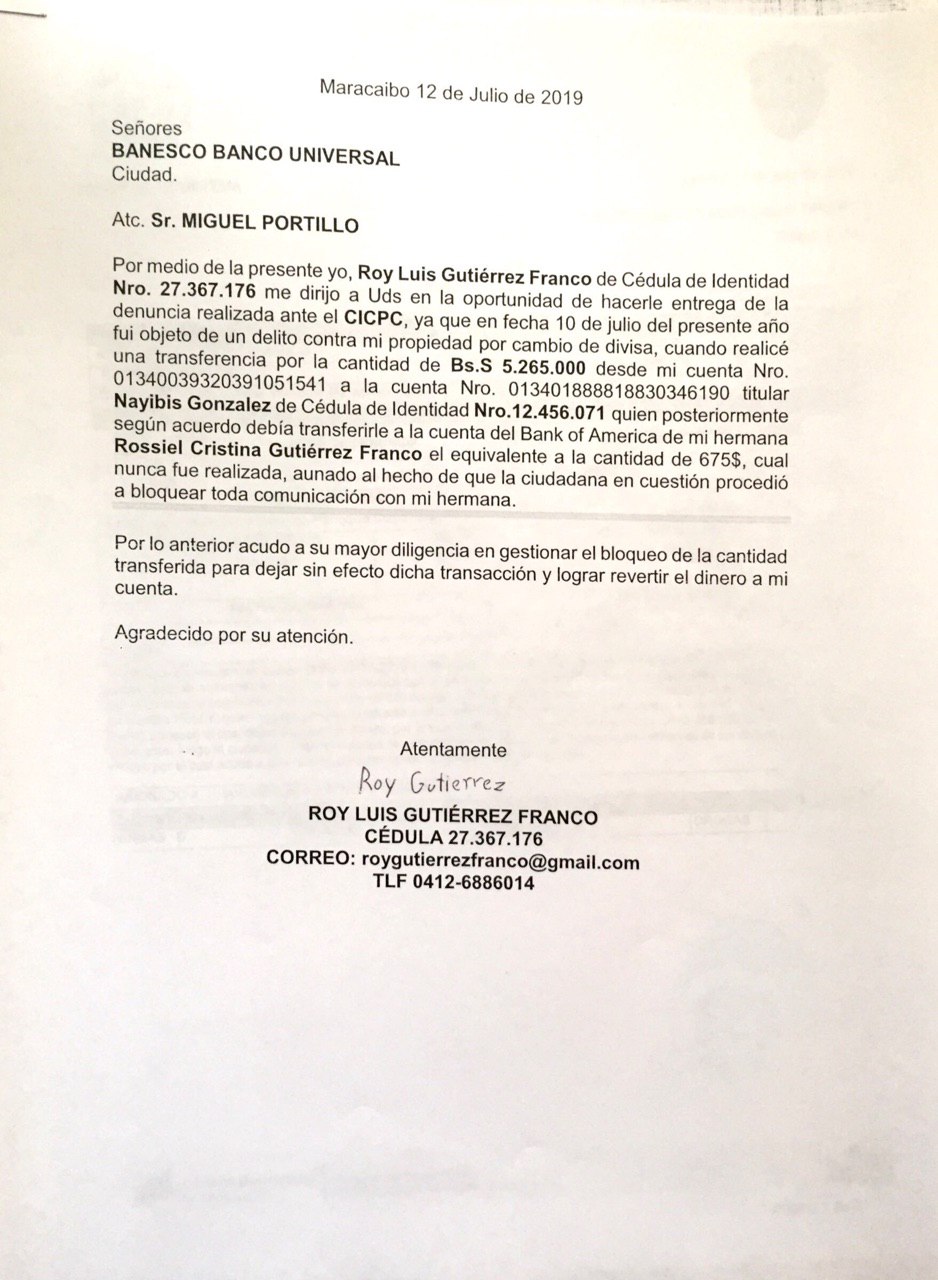 Maracaibo 12 de Julio de 2019
Señores
BANESCO BANCO UNIVERSAL
Ciudad.
Atc. Sr. MIGUEL PORTILLO
Por medio de la presente yo, Roy Luis Gutiérrez Franco de Cédula de Identidad
Nro. 27.367.176 me dirijo a Uds en la oportunidad de hacerle entrega de la
denuncia realizada ante el CICPC, ya que en fecha 10 de julio del presente año
fui objeto de un delito contra mi propiedad por cambio de divisa, cuando realicé
una transferencia por la cantidad de Bs.S 5.265.000 desde mi cuenta Nro.
01340039320391051541 a la cuenta Nro. 013401888818830346190 titular
Nayibis Gonzalez de Cédula de Identidad Nro.12.456.071 quien posteriormente
según acuerdo debía transferirle a la cuenta del Bank of America de mi hermana
Rossiel Cristina Gutiérrez Franco el equivalente a la cantidad de 675$, cual
nunca fue realizada, aunado al hecho de que la ciudadana en cuestión procedió
a bloquear toda comunicación con mi hermana.
Por lo anterior acudo a su mayor diligencia en gestionar el bloqueo de la cantidad
transferida para dejar sin efecto dicha transacción y lograr revertir el dinero a mi
cuenta.
Agradecido por su atención.
Atentamente
Roy Gutierrez
ROY LUIS GUTIÉRREZ FRANCO
CÉDULA 27.367.176
CORREO: roygutierrezfranco@gmail.com
TLF 0412-6886014